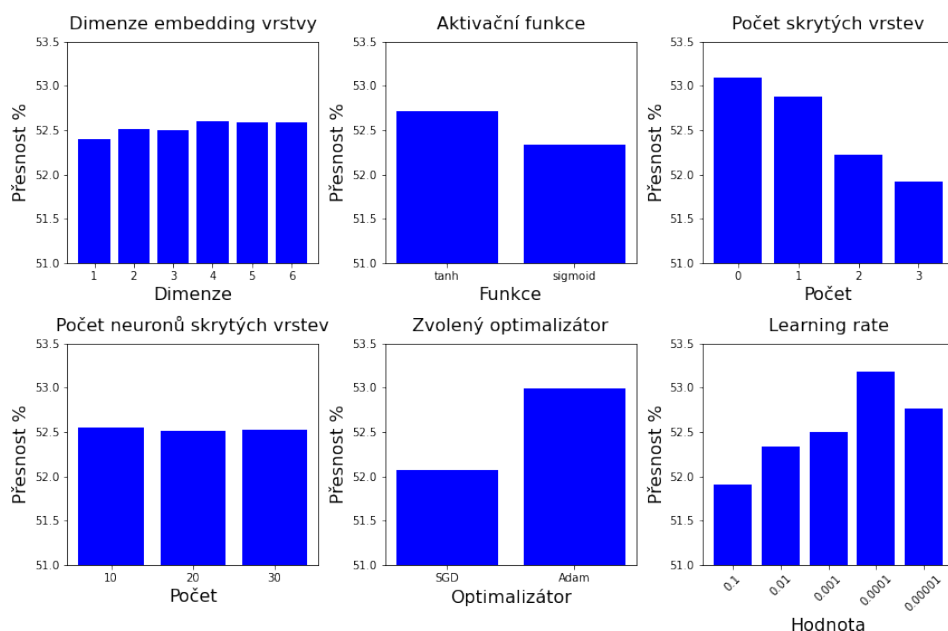 Dimenze embedding vrstvy
Přesnost %
53.5
53.0
52.5
52.0
51.5
51.0
1 2 3 4 5 6
Dimenze
Aktivační funkce
Přesnost %
53.5
53.0
52.5
52.0
51.5
51.0
tanh sigmoid
Funkce
Počet skrytých vrstev
Přesnost %
53.5
53.0
52.5
52.0
51.5
51.0
0 1 2 3
Počet
Počet neuronů skrytých vrstev
Přesnost %
53.5
53.0
52.5
52.0
51.5
51.0
10 20 30
Počet
Zvolený optimalizátor
Přesnost %
53.5
53.0
52.5
52.0
51.5
51.0
SGD Adam
Optimalizátor
Learning rate
Přesnost %
53.5
53.0
52.5
52.0
51.5
51.0
0.1 0.01 0.001 0.0001 0.00001
Hodnota